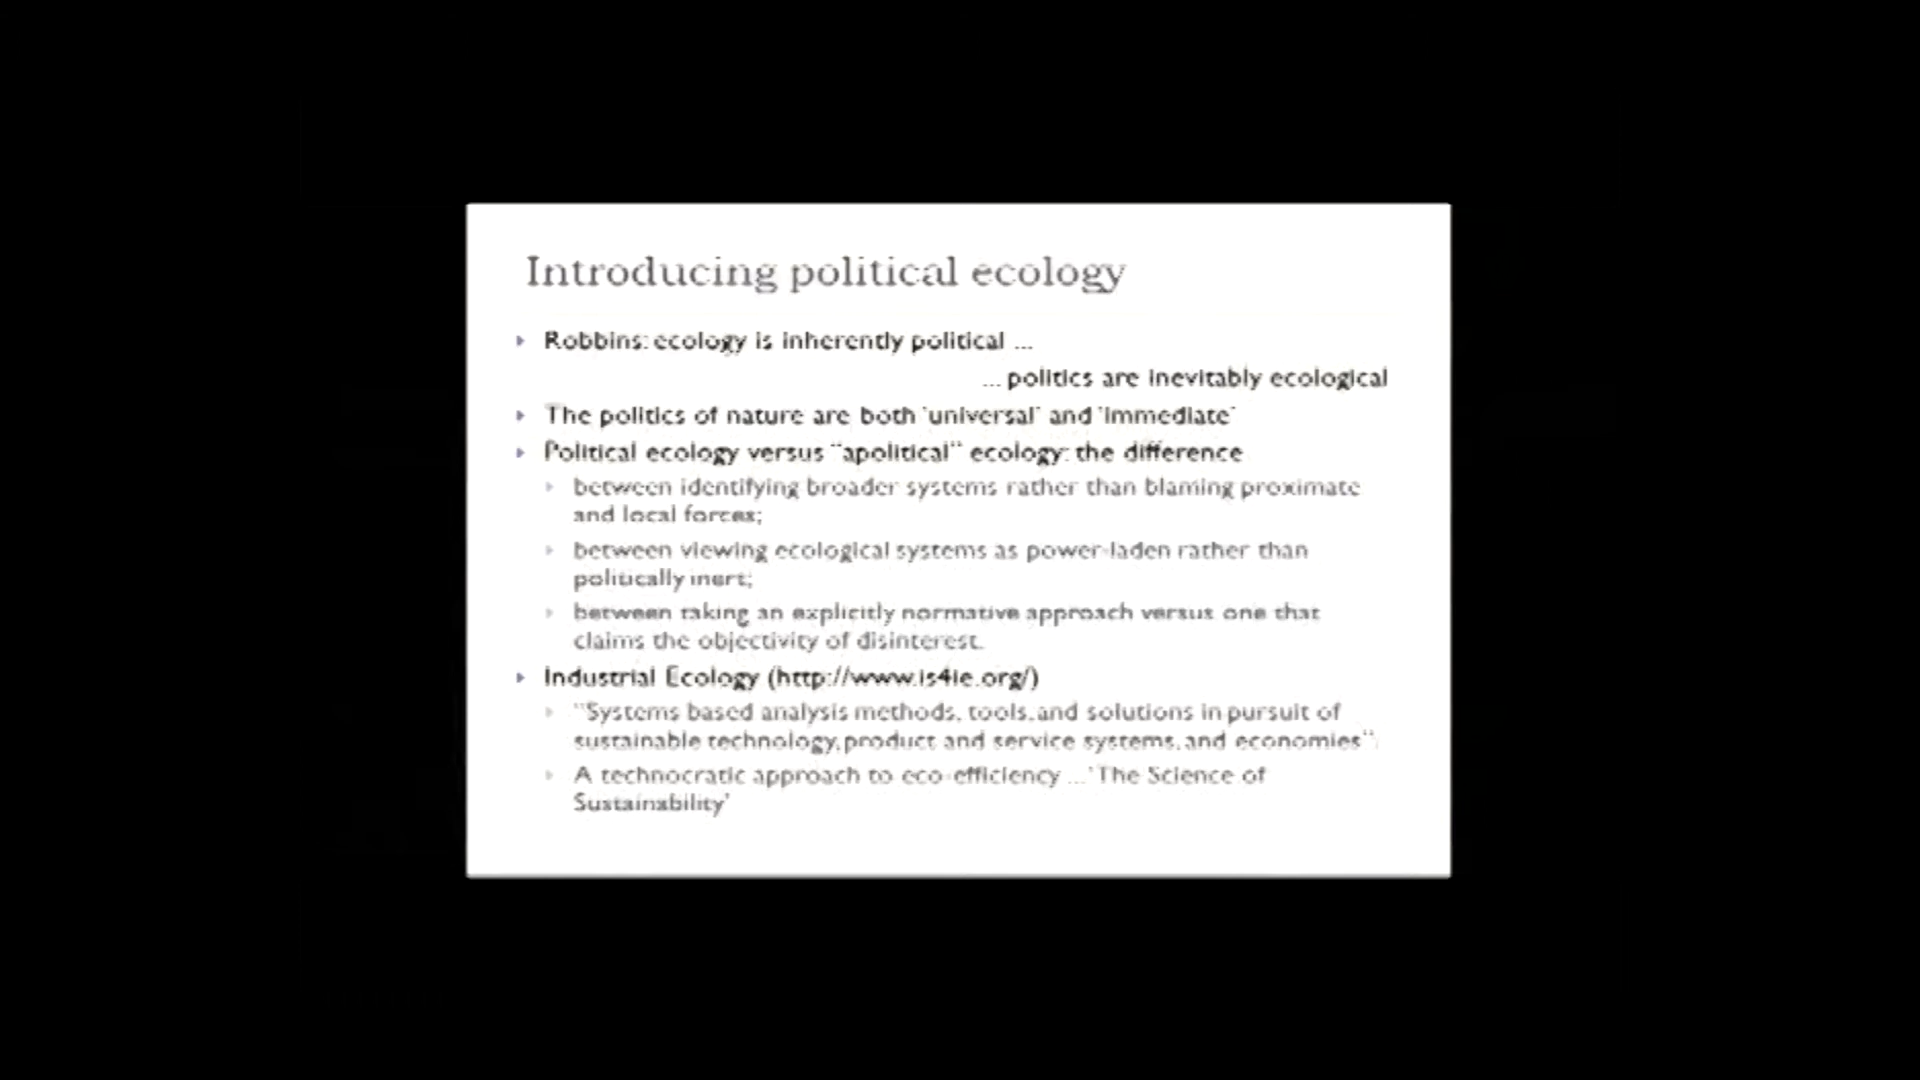 Introducing political ecology
Robbins: ecology is inherently political ...
... politics are inevitably ecological
The politics of nature are both 'universal' and 'immediate'
Political ecology versus "apolitical" ecology: the difference
between identifying broader systems rather than blaming proximate
and local forces;
between viewing ecological systems as power-laden rather than
politically inert;
between taking an explicitly normative approach versus one that
claims the objectivity of disinterest.
Industrial Ecology (http://www.is4ie.org/)
"Systems based analysis methods, tools, and solutions in pursuit of
sustainable technology, product and service systems, and economies".
A technocratic approach to eco-efficiency ... 'The Science of
Sustainability'